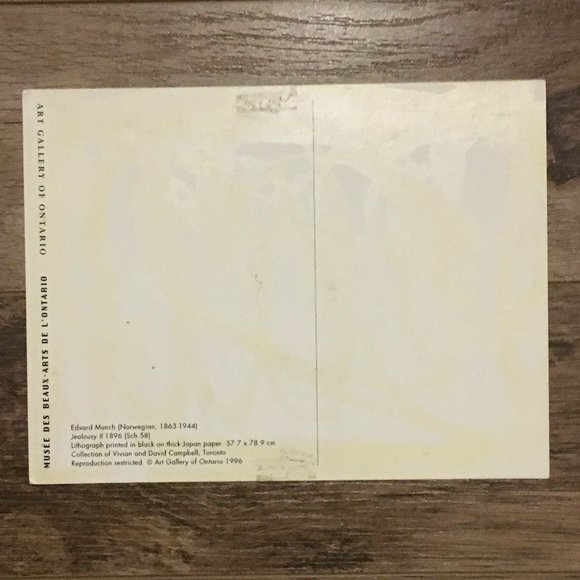 ART GALLERY OF ONTARIO
MUSÉE DES BEAUX-ARTS DE L'ONTARIO
Edvard Munch (Norwegian, 1863-1944)
Jealousy II 1896 (Sch 58)
Lithograph printed in black on thick Japan paper. 57.7 x 78.9 cm
Collection of Vivian and David Campbell, Toronto
Reproduction restricted. © Art Gallery of Ontario 1996